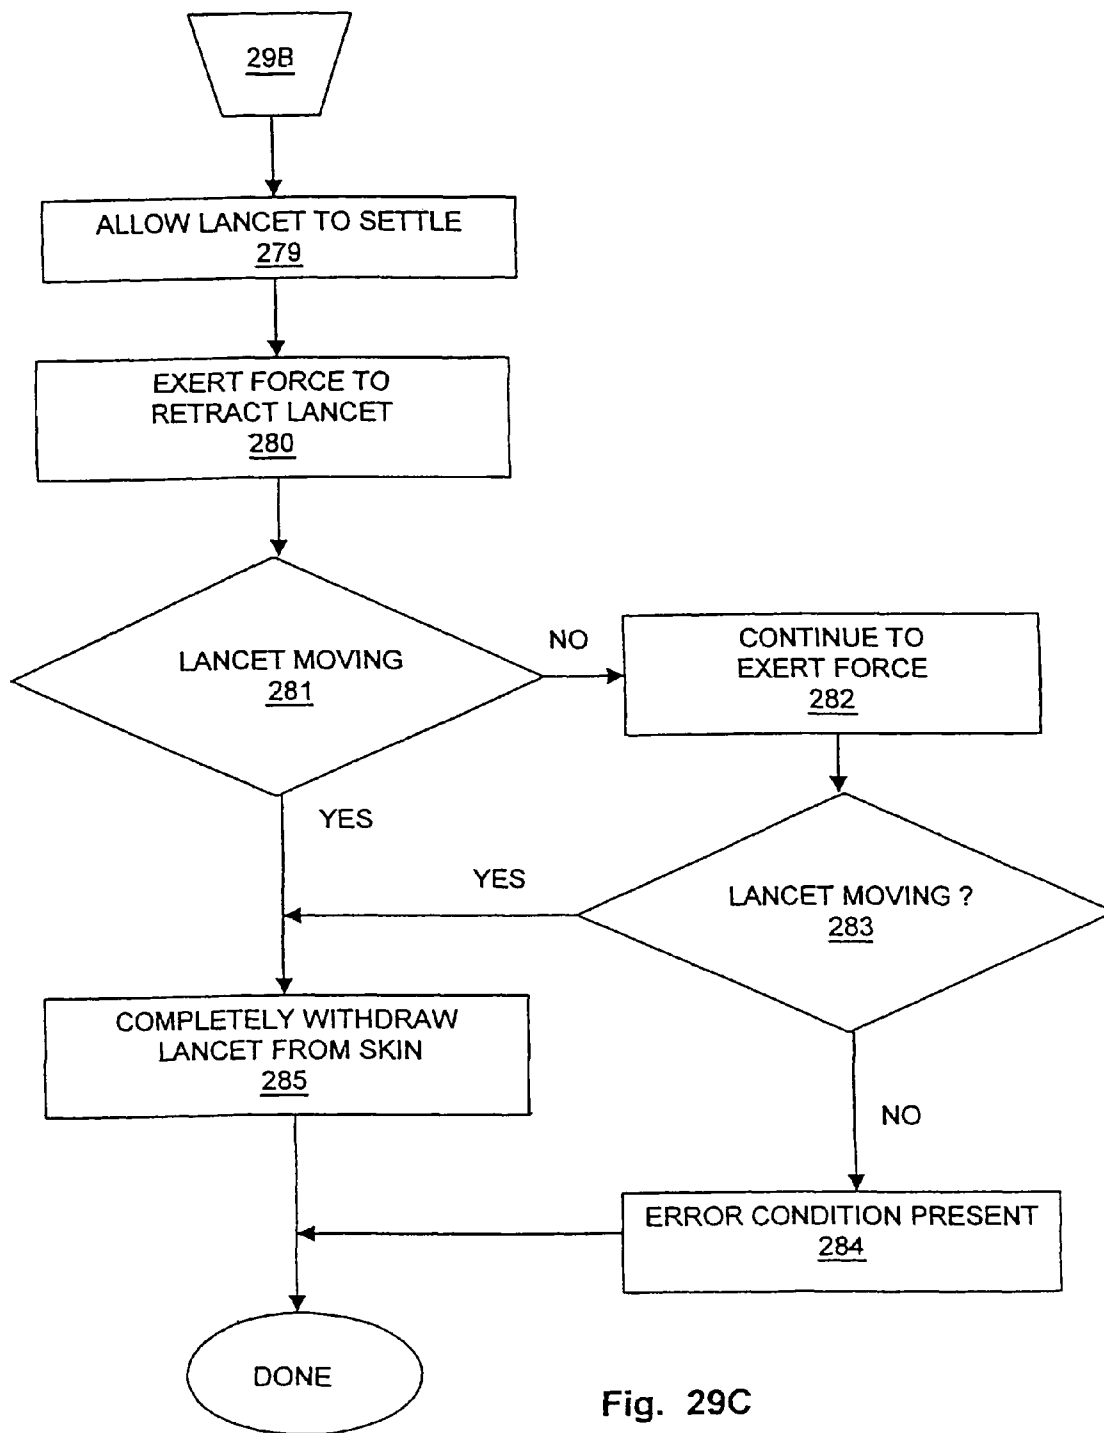 29B
ALLOW LANCET TO SETTLE
279
EXERT FORCE TO
RETRACT LANCET
280
LANCET MOVING
281
NO
CONTINUE TO
EXERT FORCE
282
YES
YES
LANCET MOVING ?
283
COMPLETELY WITHDRAW
LANCET FROM SKIN
285
NO
ERROR CONDITION PRESENT
284
DONE
Fig. 29C